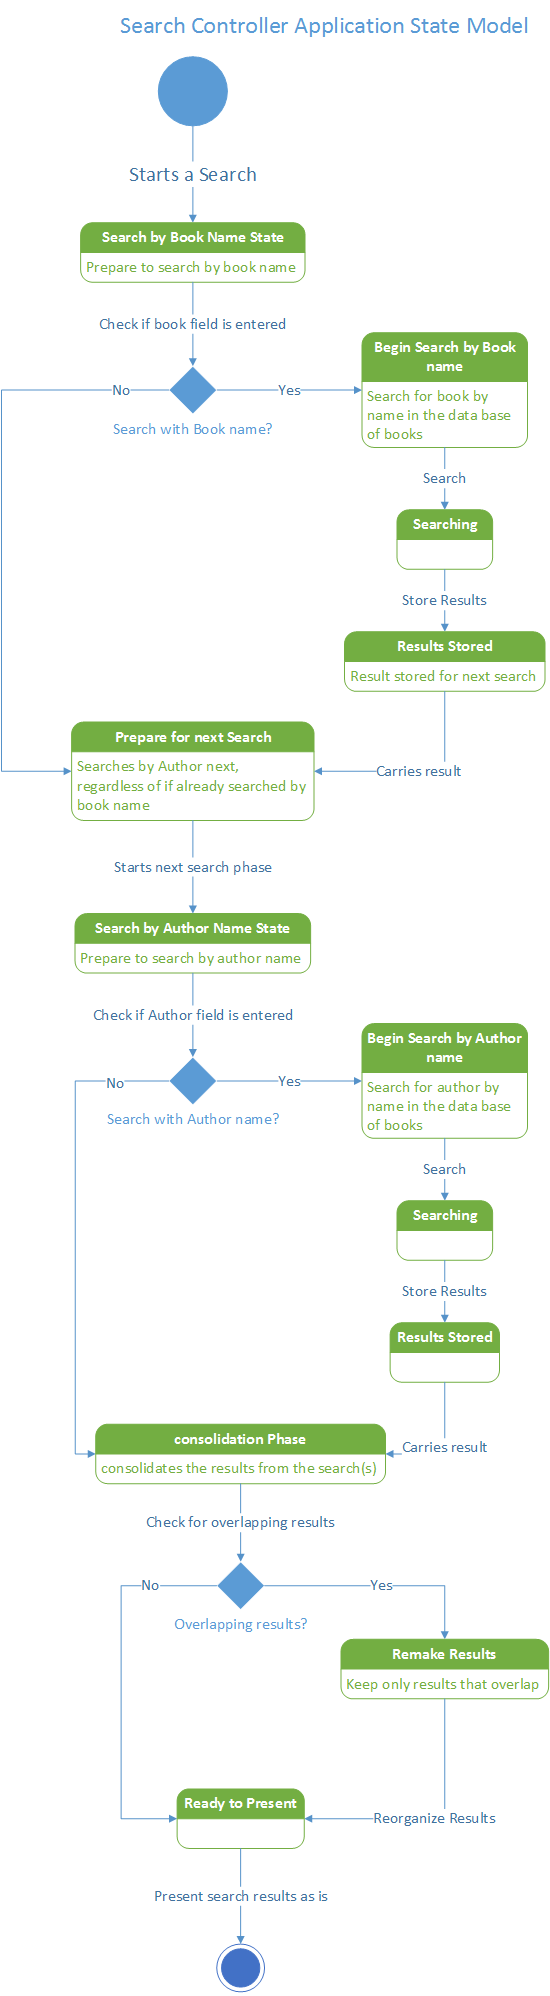 Search Controller Application State Model
Starts a Search
Search by Book Name State
Prepare to search by book name
Check if book field is entered
No
Yes
Search with Book name?
Begin Search by Book
name
Search for book by
name in the data base
of books
Search
Searching
Store Results
Results Stored
Result stored for next search
Carries result
Prepare for next Search
Searches by Author next,
regardless of if already searched by
book name
Starts next search phase
Search by Author Name State
Prepare to search by author name
Check if Author field is entered
No
Yes
Search with Author name?
Begin Search by Author
name
Search for author by
name in the data base
of books
Search
Searching
Store Results
Results Stored
Carries result
consolidation Phase
consolidates the results from the search(s)
Check for overlapping results
No
Yes
Overlapping results?
Remake Results
Keep only results that overlap
Reorganize Results
Ready to Present
Present search results as is